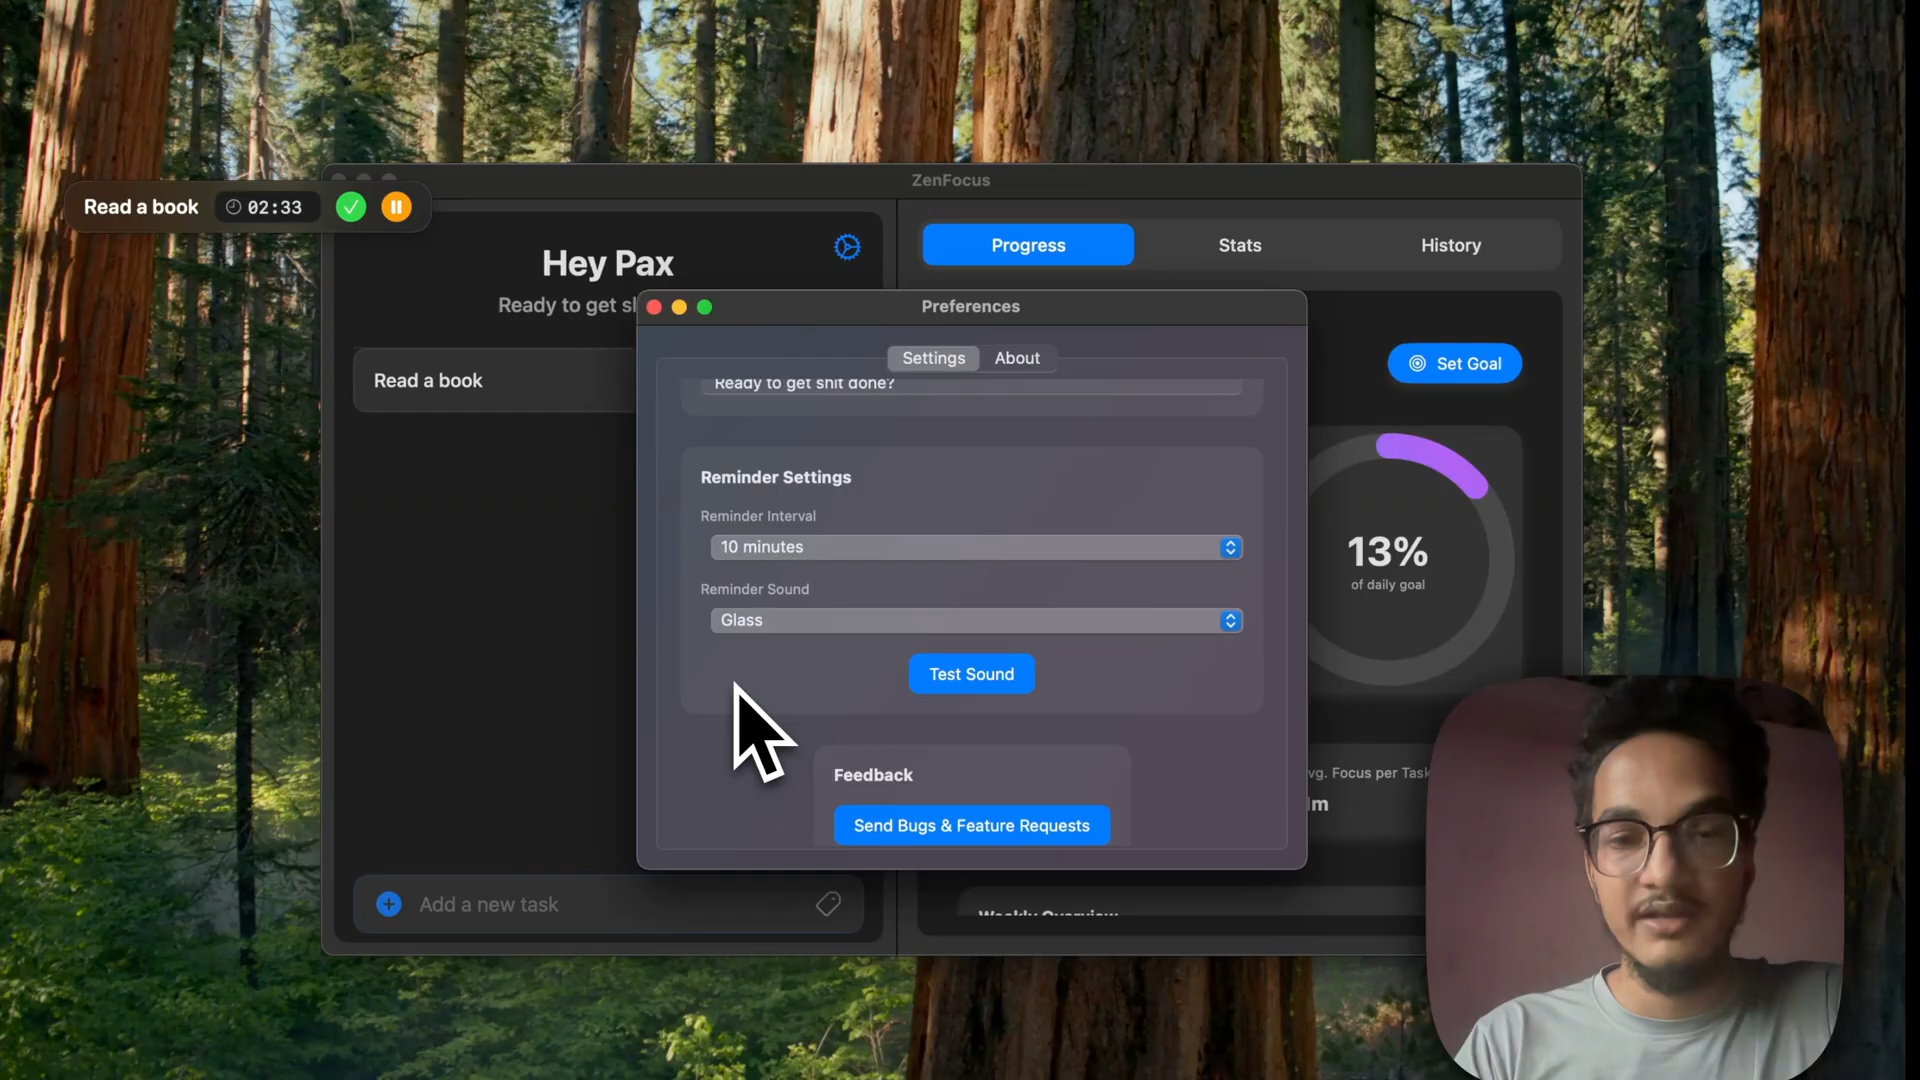 ZenFocus
Read a book
02:33
Hey Pax
Ready to get
Read a book
Add a new task
Progress
Stats
History
Set Goal
13%
of daily goal
Focus per Task
Weekly Overview
Preferences
Settings
About
Ready to get shit done?
Reminder Settings
Reminder Interval
10 minutes
Reminder Sound
Glass
Test Sound
Feedback
Send Bugs & Feature Requests